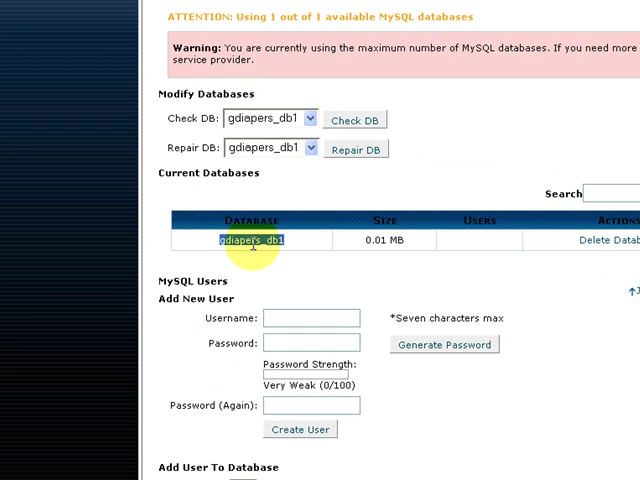 ATTENTION: Using 1 out of 1 available MySQL databases
Warning: You are currently using the maximum number of MySQL databases. If you need more
service provider.
Modify Databases
Check DB: gdiapers_db1 Check DB
Repair DB: gdiapers_db1 Repair DB
Current Databases
Search
DATABASE SIZE USERS ACTIONS
gdiapers_db1 0.01 MB Delete Datab
MySQL Users
Add New User
Username: *Seven characters max
Password: Generate Password
Password Strength:
Very Weak (0/100)
Password (Again):
Create User
Add User To Database